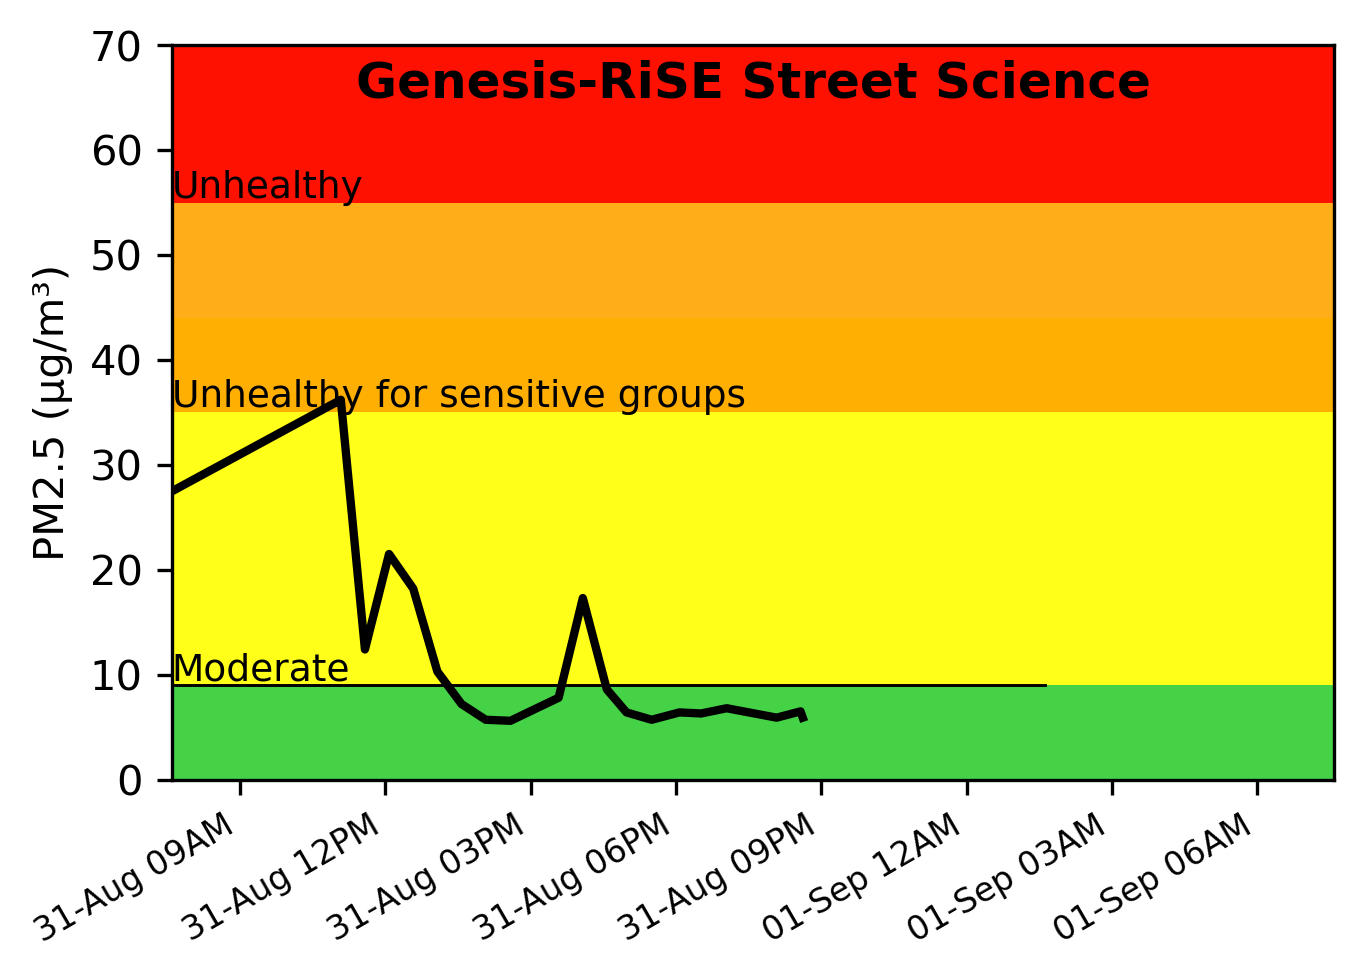 Genesis-RiSE Street Science
PM2.5 (µg/m³)
70
60
50
40
30
20
10
0
Unhealthy
Unhealthy for sensitive groups
Moderate
31-Aug 09AM
31-Aug 12PM
31-Aug 03PM
31-Aug 06PM
31-Aug 09PM
01-Sep 12AM
01-Sep 03AM
01-Sep 06AM